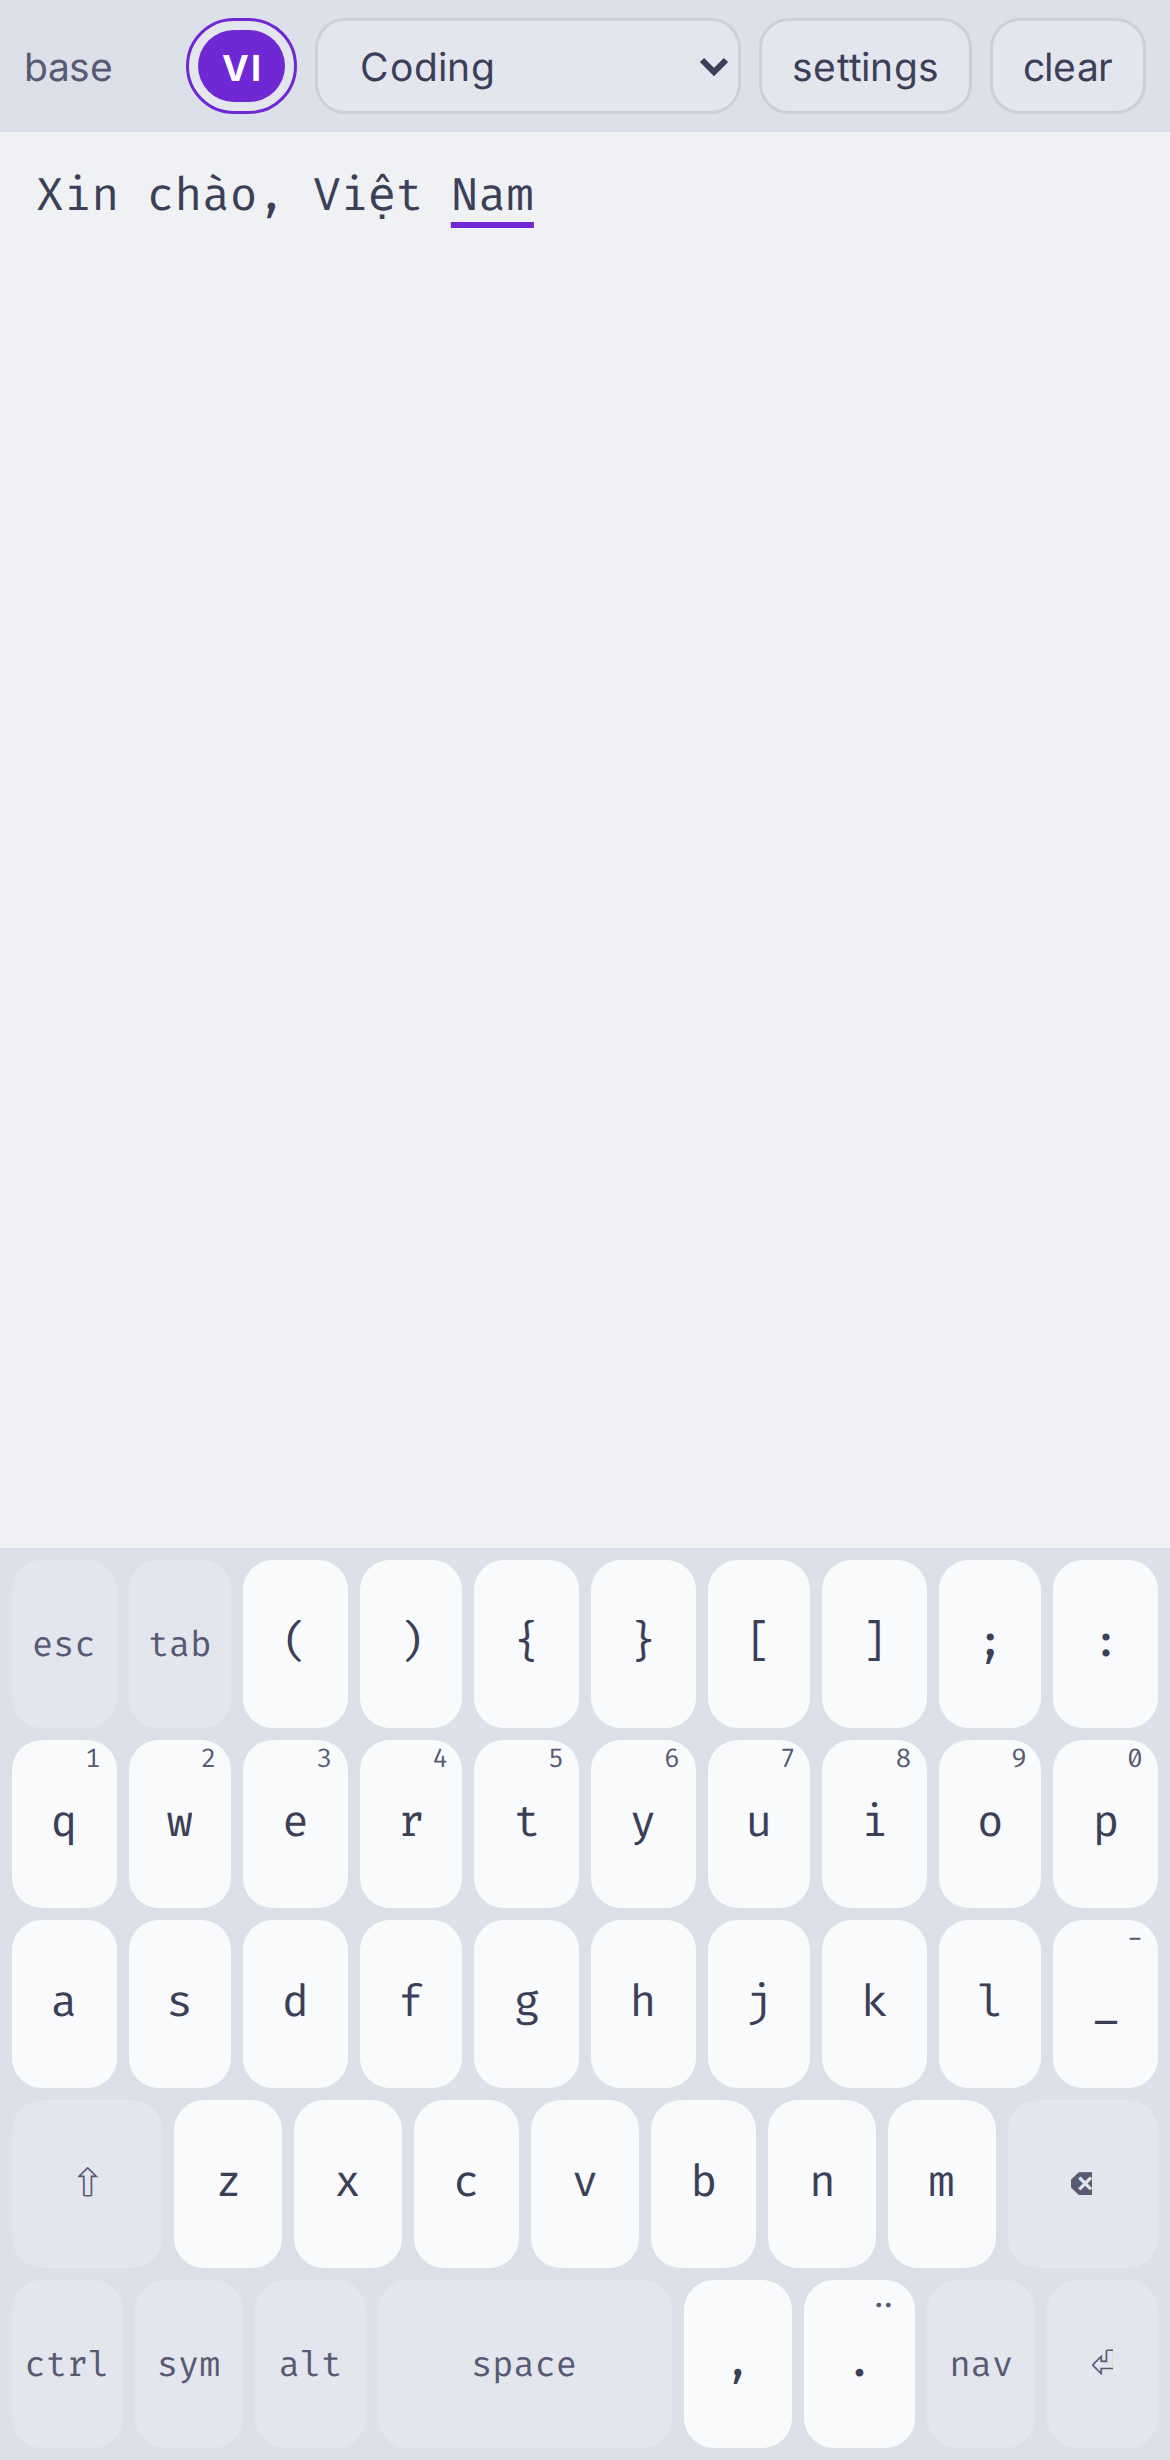 base VI Coding settings clear
Xin chào, Việt Nam
esc tab ( ) { } [ ] ; :
1 2 3 4 5 6 7 8 9 0
q w e r t y u i o p
-
a s d f g h j k l _
⇧ z x c v b n m ⌫
¨
ctrl sym alt space , . nav ⏎